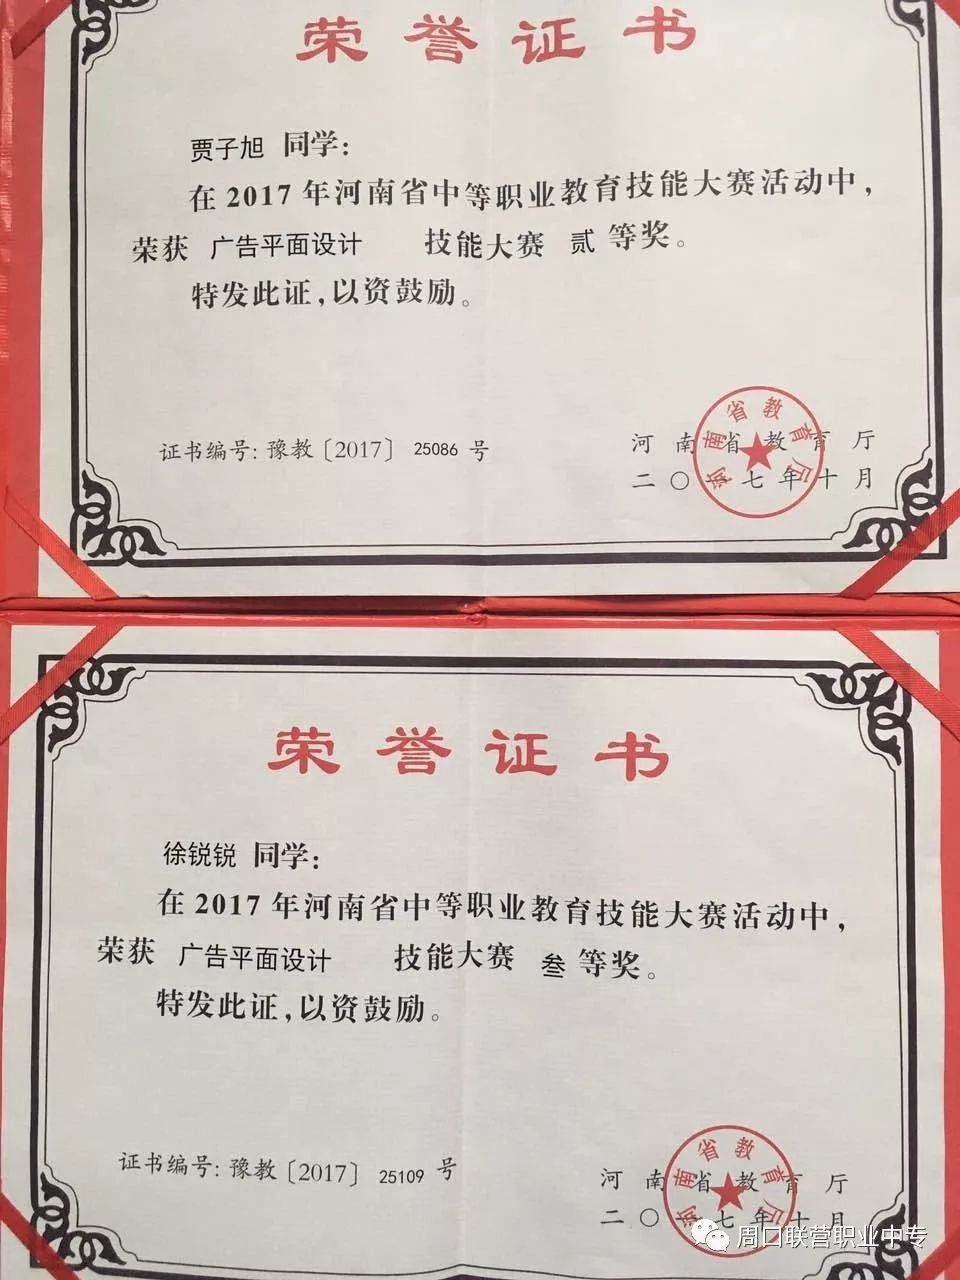 荣誉证书
贾子旭 同学：
在2017年河南省中等职业教育技能大赛活动中，
荣获 广告平面设计 技能大赛 贰 等奖。
特发此证，以资鼓励。
证书编号：豫教〔2017〕 25086 号
河南省教育厅
二〇一七年十月
河南省教育厅
荣誉证书
徐锐锐 同学：
在2017年河南省中等职业教育技能大赛活动中，
荣获 广告平面设计 技能大赛 叁 等奖。
特发此证，以资鼓励。
证书编号：豫教〔2017〕 25109 号
河南省教育厅
二〇一七年十月
河南省教育厅
周口联营职业中专